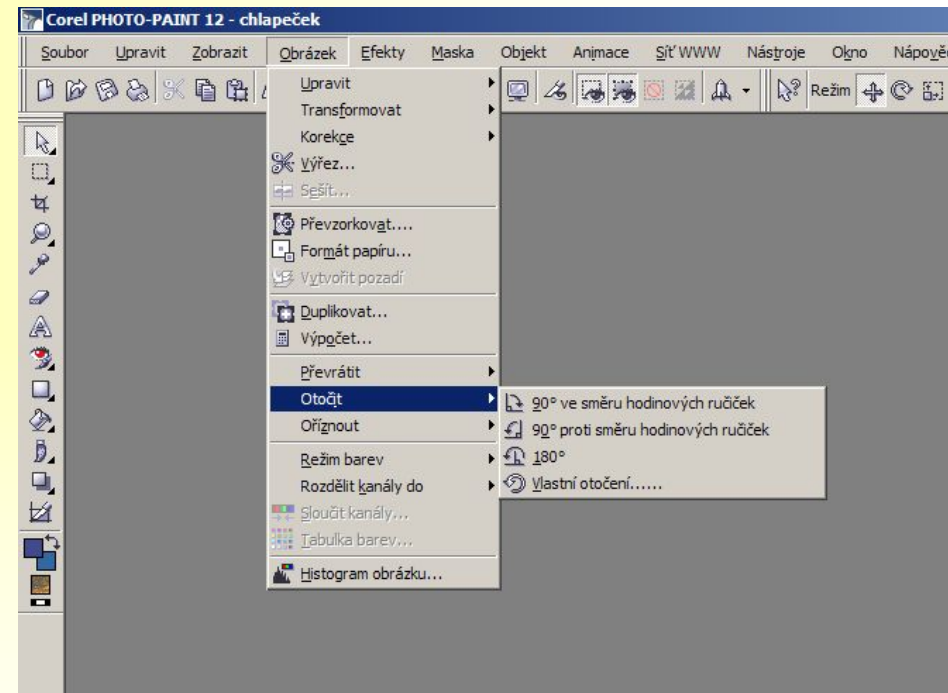 Corel PHOTO-PAINT 12 - chlapeček
Soubor Upravit Zobrazit Obrázek Efekty Maska Objekt Animace Síť WWW Nástroje Okno Nápově
Režim
Upravit
Transformovat
Korekce
Výřez...
Sešít...
Převzorkovat....
Formát papíru...
Vytvořit pozadí
Duplikovat...
Výpočet...
Převrátit
Otočit
90° ve směru hodinových ručiček
Oříznout
90° proti směru hodinových ručiček
180°
Režim barev
Vlastní otočení......
Rozdělit kanály do
Sloučit kanály...
Tabulka barev...
Histogram obrázku...